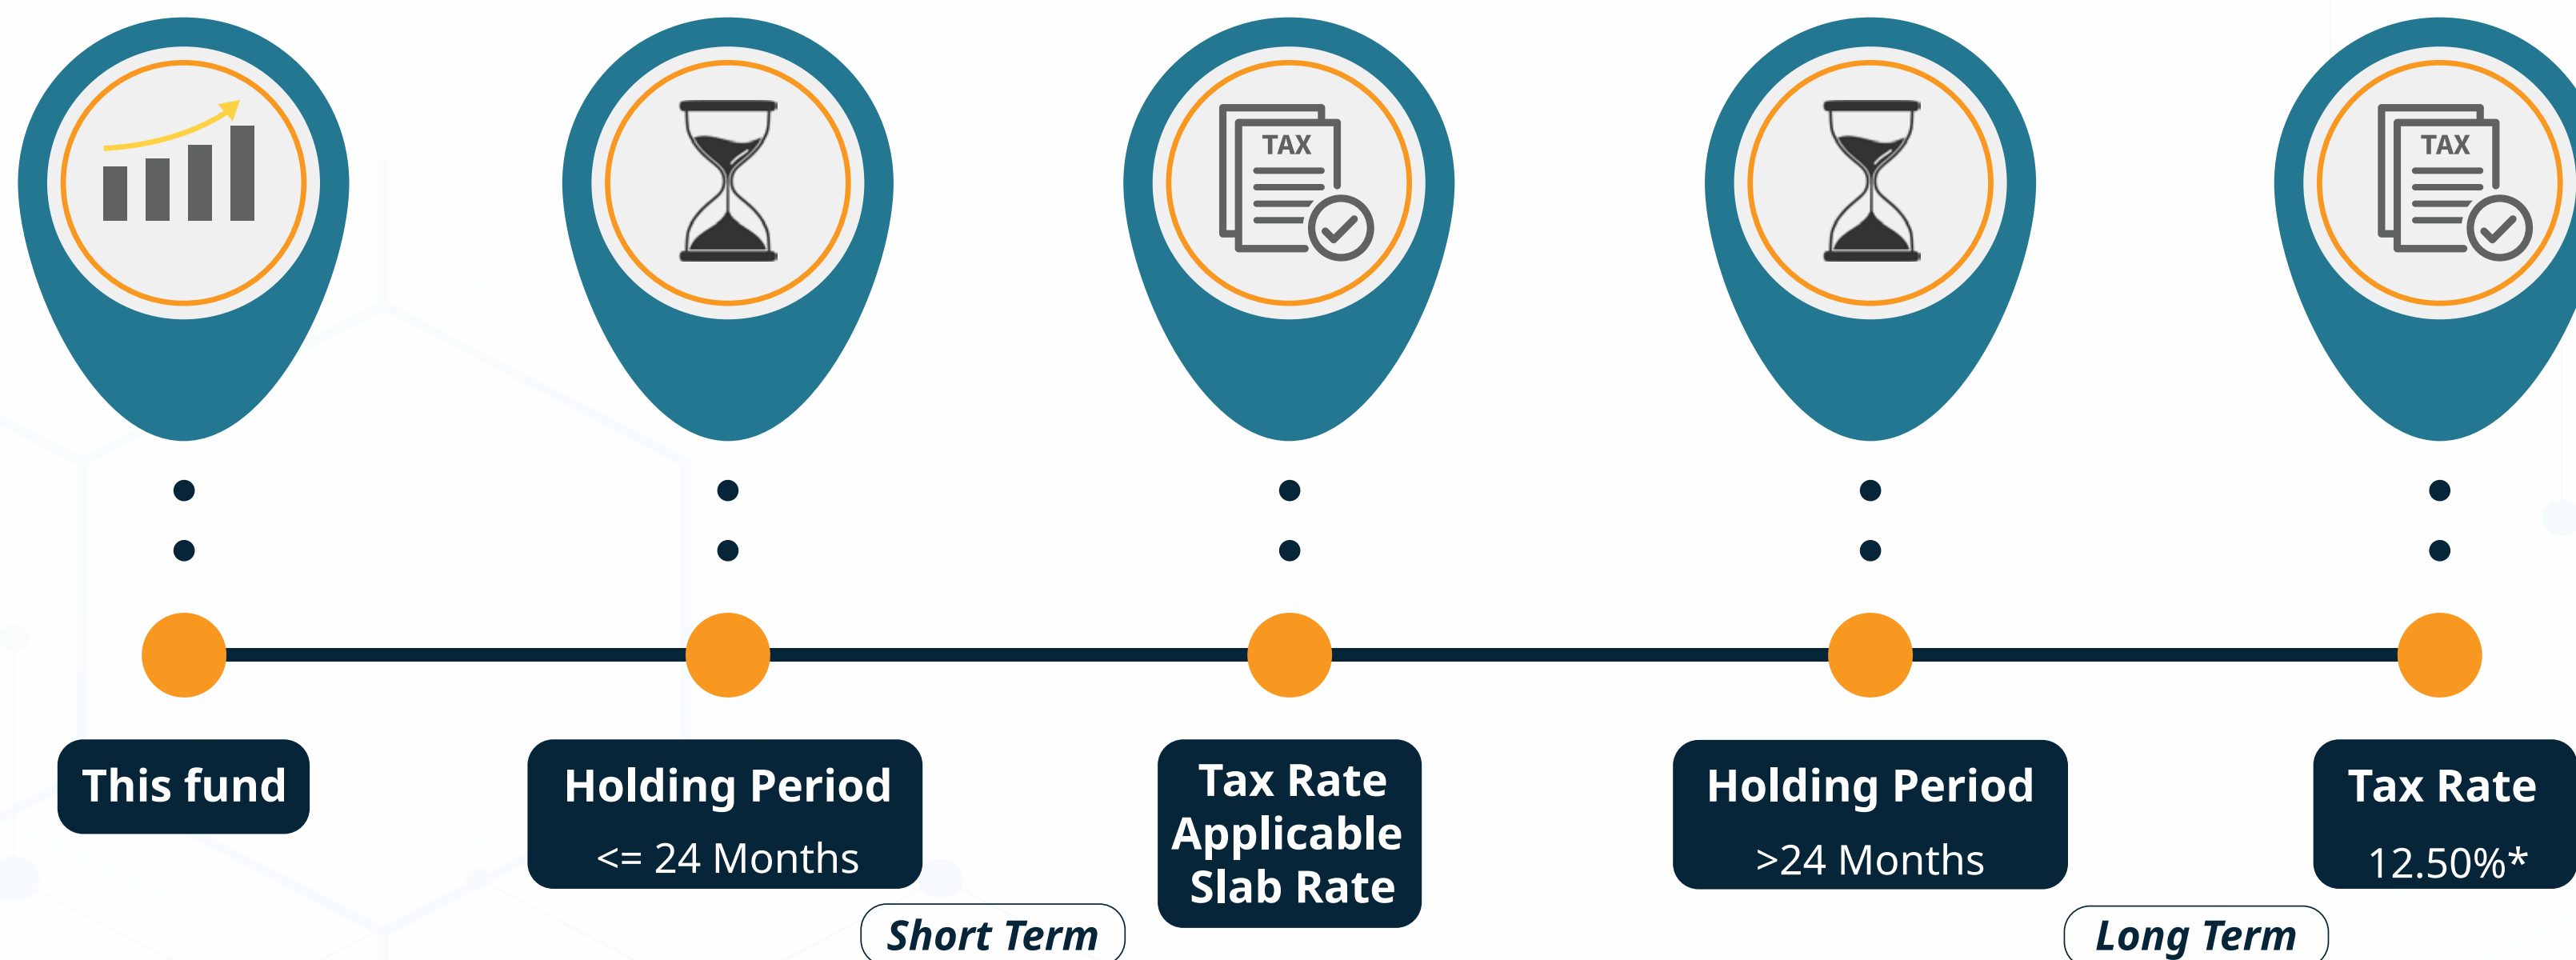 TAX
TAX
This fund
Holding Period
<= 24 Months
Short Term
Tax Rate
Applicable
Slab Rate
Holding Period
>24 Months
Long Term
Tax Rate
12.50%*